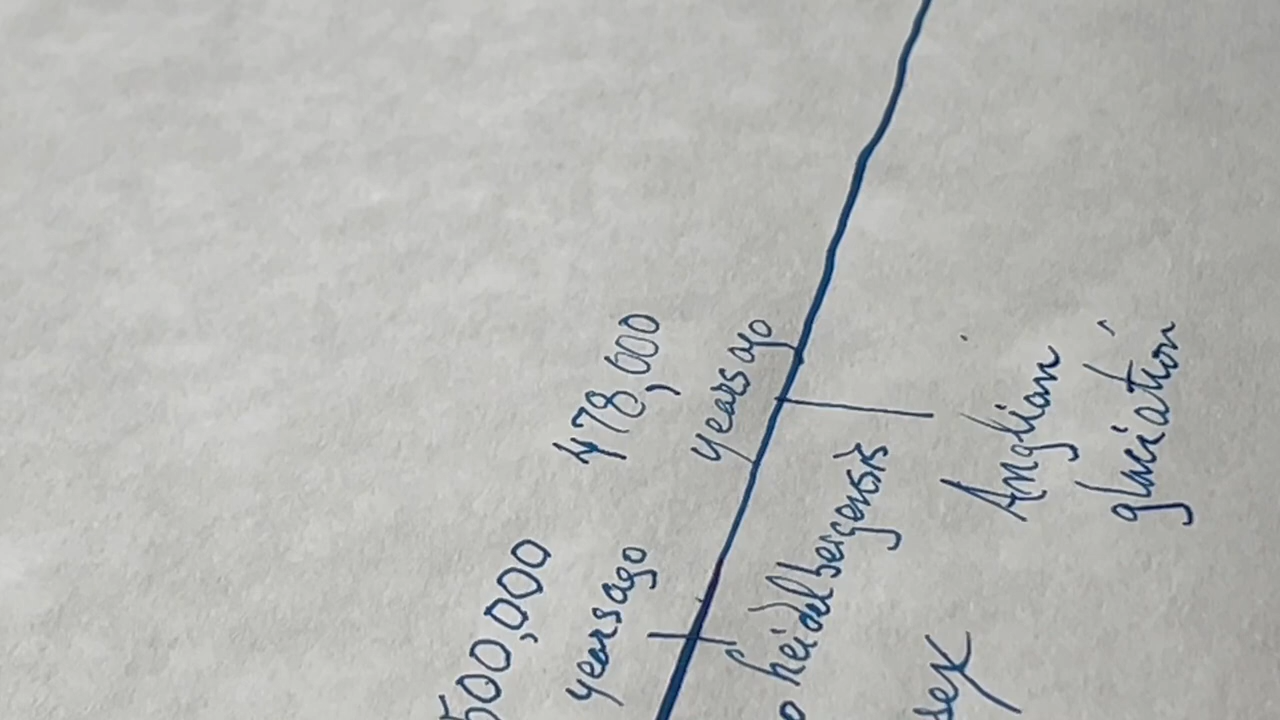 500,000
years ago
heidelbergensis
478,000
years ago
Anglian
glaciation